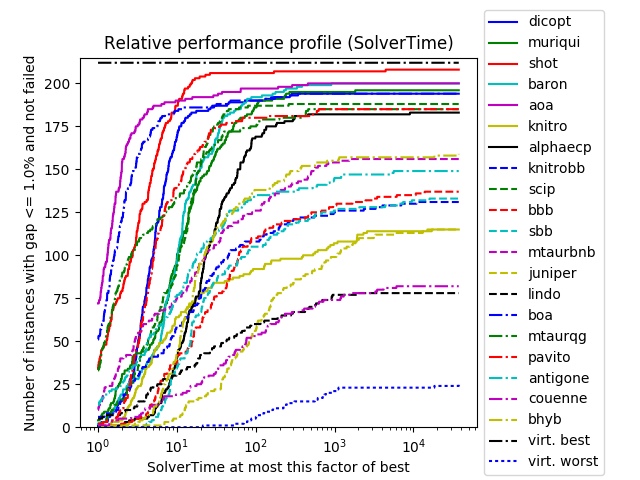 Relative performance profile (SolverTime)
Number of instances with gap <= 1.0% and not failed
200
175
150
125
100
75
50
25
0
10^0
10^1
10^2
10^3
10^4
SolverTime at most this factor of best
dicopt
muriqui
shot
baron
aoa
knitro
alphaecp
knitrobb
scip
bbb
sbb
mtaurbnb
juniper
lindo
boa
mtaurqg
pavito
antigone
couenne
bhyb
virt. best
virt. worst